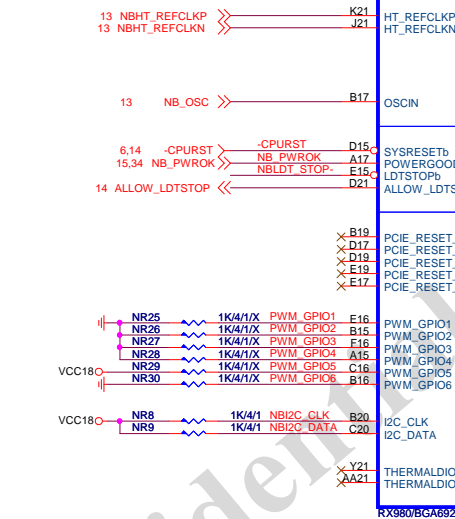 13 NBHT_REFCLKP K21 HT_REFCLKP
13 NBHT_REFCLKN J21 HT_REFCLKN
13 NB_OSC B17 OSCIN
6,14 -CPURST -CPURST D15 SYSRESETb
15,34 NB_PWROK NB_PWROK A17 POWERGOOD
NBLDT_STOP- E15 LDTSTOPb
14 ALLOW_LDTSTOP D21 ALLOW_LDTS
B19 PCIE_RESET_
D17 PCIE_RESET_
D19 PCIE_RESET_
E19 PCIE_RESET_
E17 PCIE_RESET_
NR25 1K/4/1/X PWM_GPIO1 E16 PWM_GPIO1
NR26 1K/4/1/X PWM_GPIO2 B15 PWM_GPIO2
NR27 1K/4/1/X PWM_GPIO3 F16 PWM_GPIO3
NR28 1K/4/1/X PWM_GPIO4 A15 PWM_GPIO4
VCC18 NR29 1K/4/1/X PWM_GPIO5 C16 PWM_GPIO5
NR30 1K/4/1/X PWM_GPIO6 B16 PWM_GPIO6
VCC18 NR8 1K/4/1 NBI2C_CLK B20 I2C_CLK
NR9 1K/4/1 NBI2C_DATA C20 I2C_DATA
Y21 THERMALDIO
AA21 THERMALDIO
RX980/BGA692